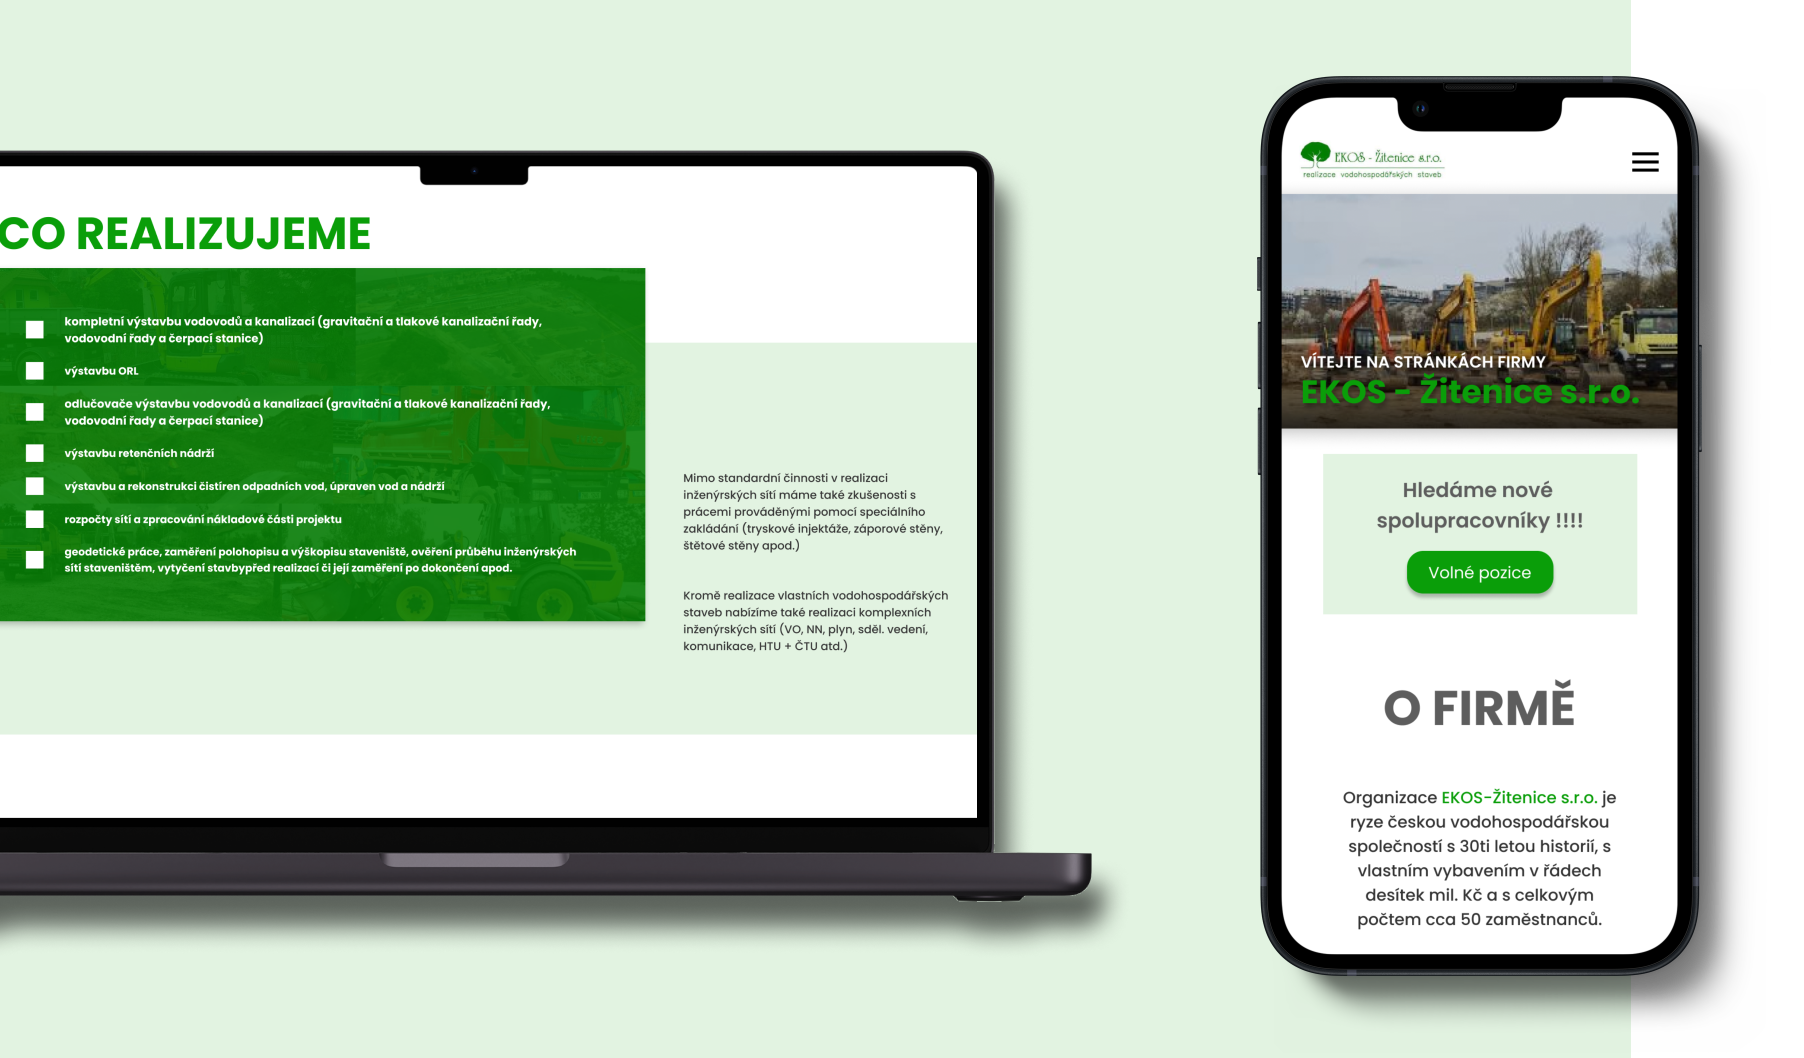 CO REALIZUJEME
kompletní výstavbu vodovodů a kanalizací (gravitační a tlakové kanalizační řady,
vodovodní řady a čerpací stanice)
výstavbu ORL
odlučovače výstavbu vodovodů a kanalizací (gravitační a tlakové kanalizační řady,
vodovodní řady a čerpací stanice)
výstavbu retenčních nádrží
výstavbu a rekonstrukci čistíren odpadních vod, úpraven vod a nádrží
rozpočty sítí a zpracování nákladové části projektu
geodetické práce, zaměření polohopisu a výškopisu staveniště, ověření průběhu inženýrských
sítí staveništěm, vytyčení stavbypřed realizací či její zaměření po dokončení apod.
Mimo standardní činnosti v realizaci
inženýrských sítí máme také zkušenosti s
prácemi prováděnými pomocí speciálního
zakládání (tryskové injektáže, záporové stěny,
štětové stěny apod.)
Kromě realizace vlastních vodohospodářských
staveb nabízíme také realizaci komplexních
inženýrských sítí (VO, NN, plyn, sděl. vedení,
komunikace, HTU + ČTU atd.)
EKOS - Žitenice s.r.o.
realizace vodohospodářských staveb
VÍTEJTE NA STRÁNKÁCH FIRMY
EKOS - Žitenice s.r.o.
Hledáme nové
spolupracovníky !!!!
Volné pozice
O FIRMĚ
Organizace EKOS-Žitenice s.r.o. je
ryze českou vodohospodářskou
společností s 30ti letou historií, s
vlastním vybavením v řádech
desítek mil. Kč a s celkovým
počtem cca 50 zaměstnanců.